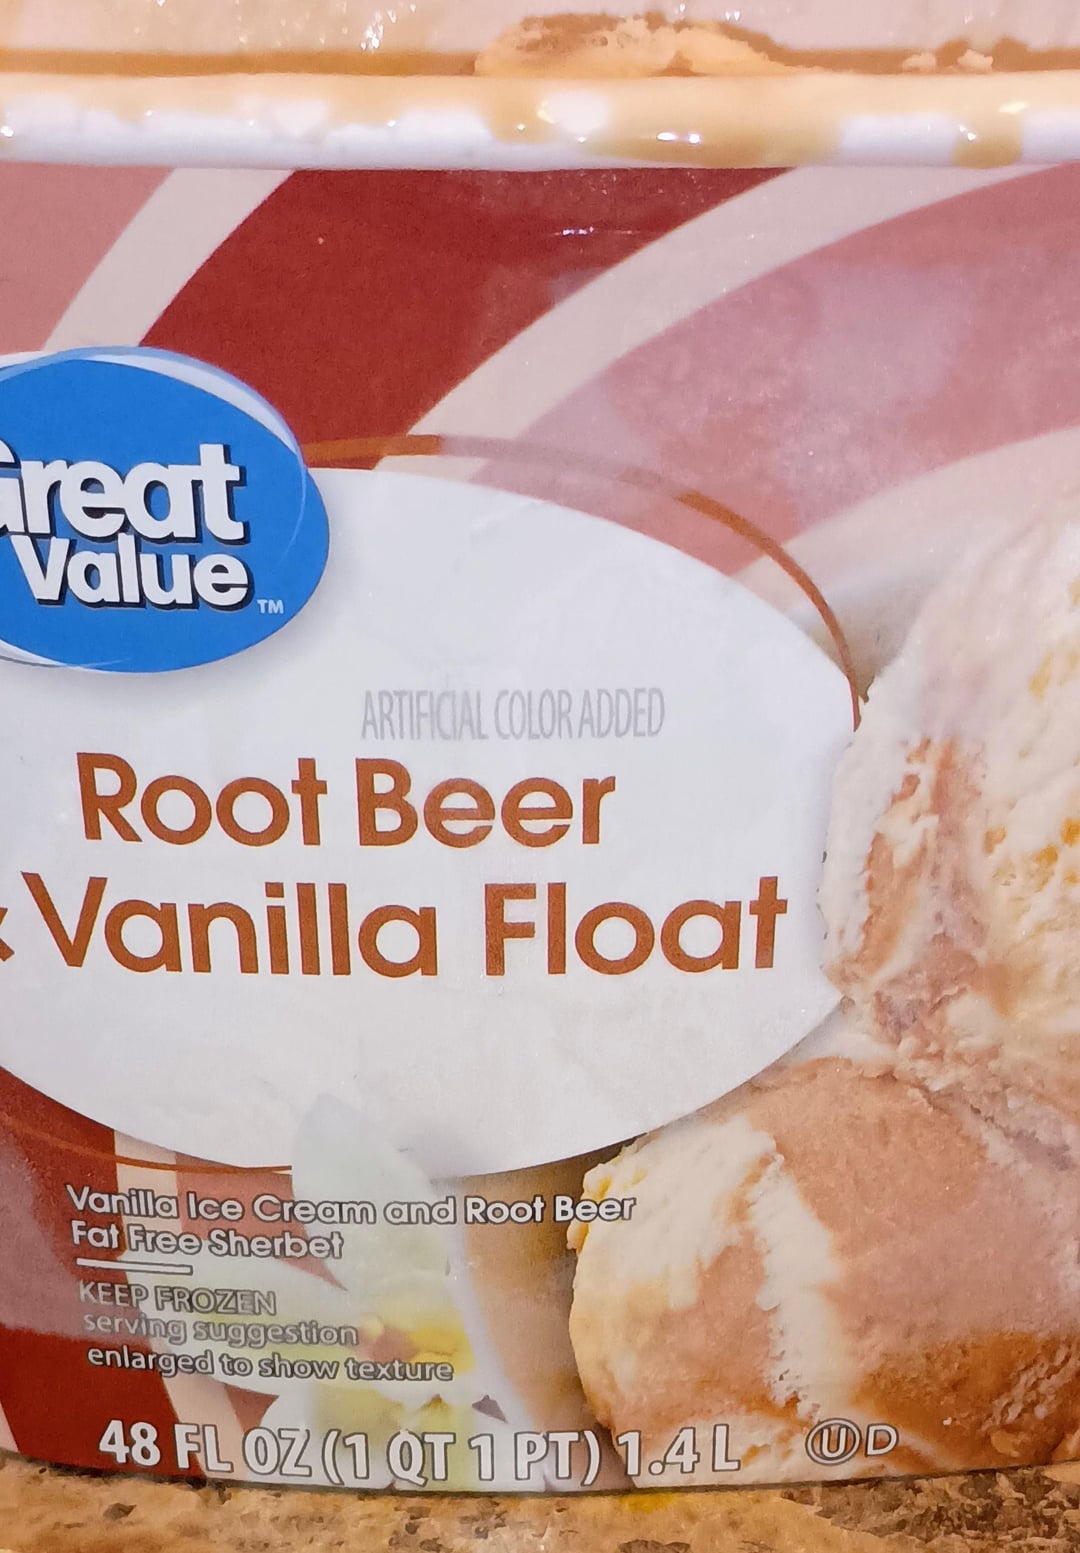 Great
Value™
ARTIFICIAL COLOR ADDED
Root Beer
& Vanilla Float
Vanilla Ice Cream and Root Beer
Fat Free Sherbet
KEEP FROZEN
serving suggestion
enlarged to show texture
48 FL OZ (1 QT 1 PT) 1.4 L Ⓤ D